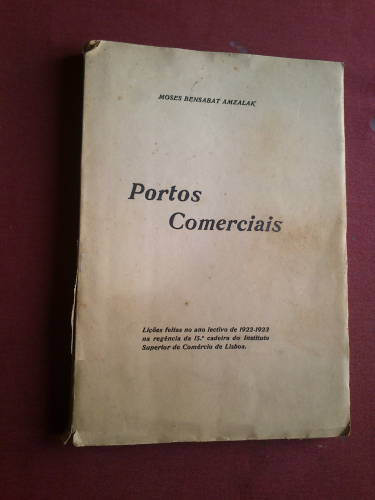 MOSES BENSABAT AMZALAK
Portos
Comerciais
Lições feitas no ano lectivo de 1922-1923
na regência da 15.ª cadeira do Instituto
Superior de Comércio de Lisboa.